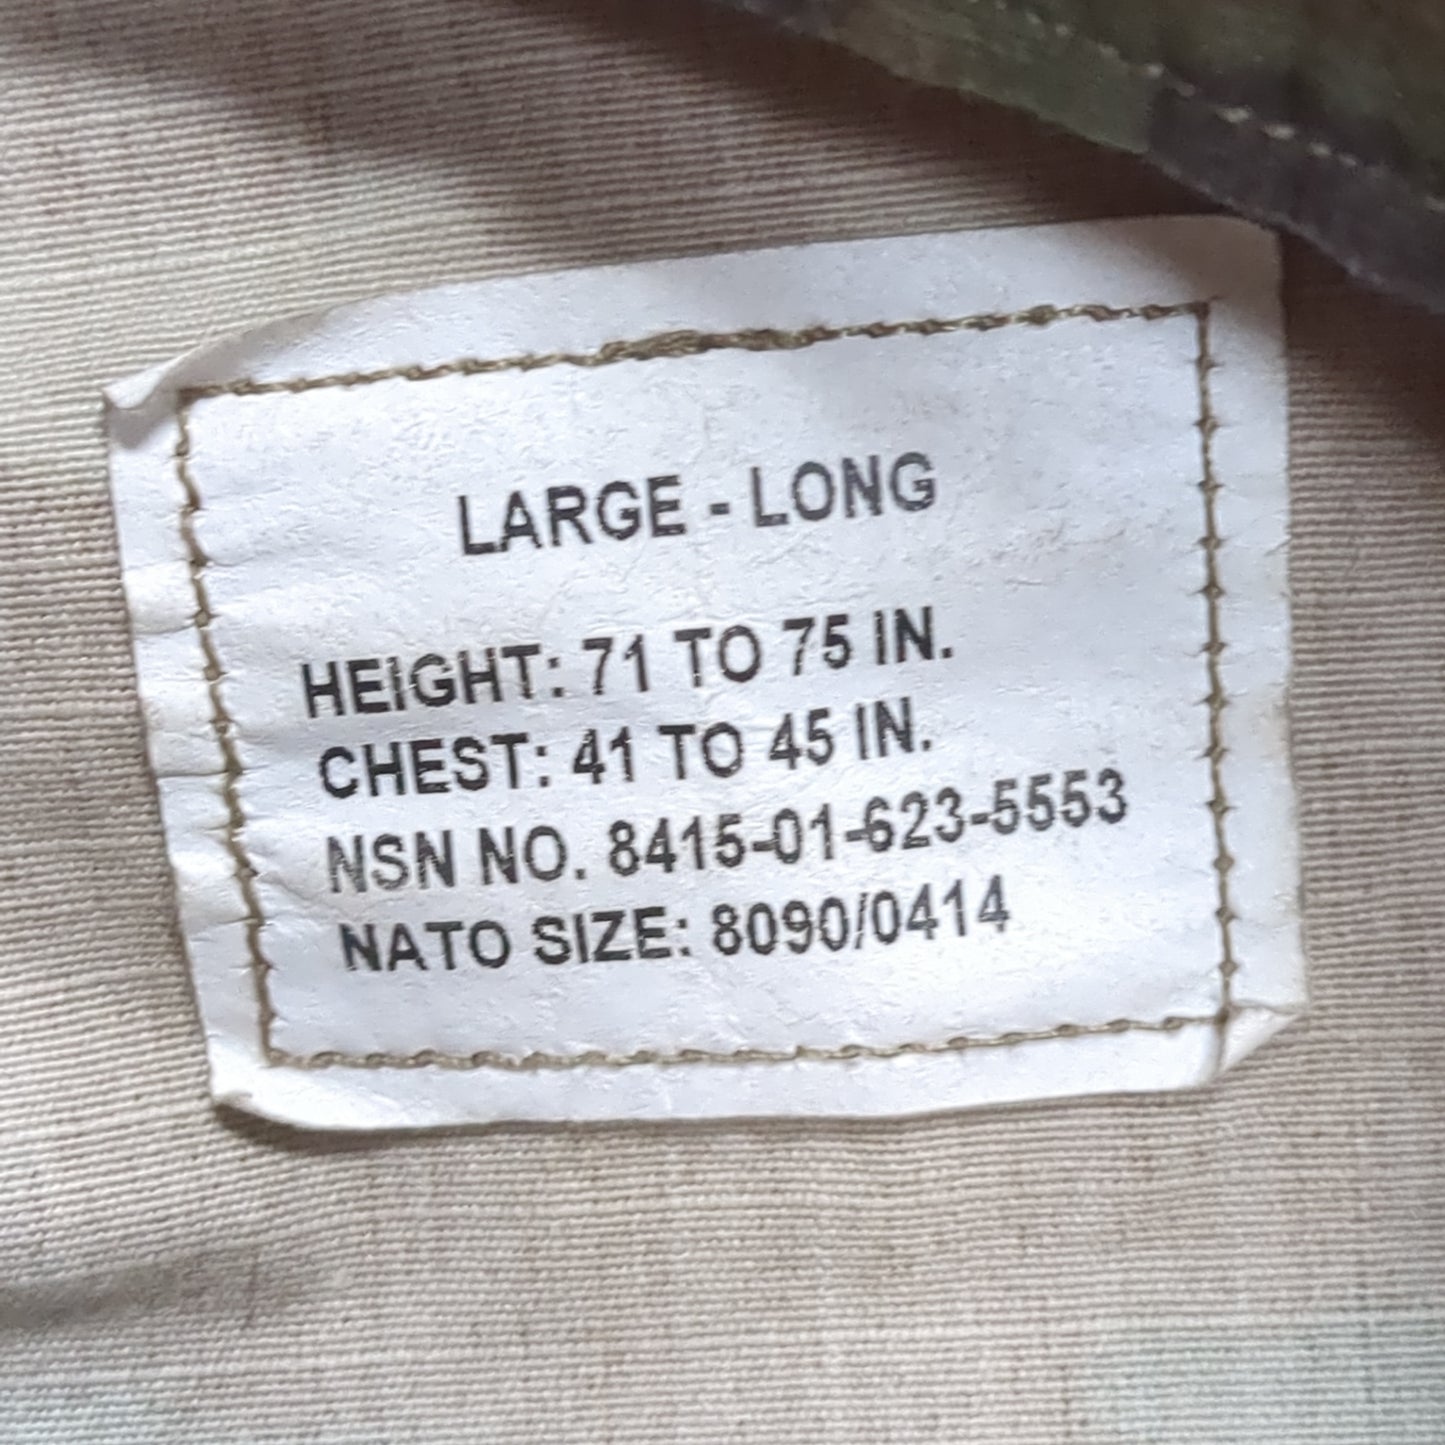 LARGE - LONG
HEIGHT: 71 TO 75 IN.
CHEST: 41 TO 45 IN.
NSN NO. 8415-01-623-5553
NATO SIZE: 8090/0414